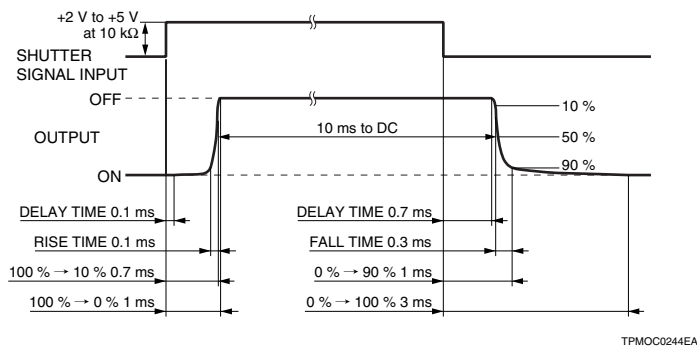 +2 V to +5 V
at 10 kΩ
SHUTTER
SIGNAL INPUT
OFF
10 %
OUTPUT
10 ms to DC
50 %
90 %
ON
DELAY TIME 0.1 ms
DELAY TIME 0.7 ms
RISE TIME 0.1 ms
FALL TIME 0.3 ms
100 % → 10 % 0.7 ms
0 % → 90 % 1 ms
100 % → 0 % 1 ms
0 % → 100 % 3 ms
TPMOC0244EA